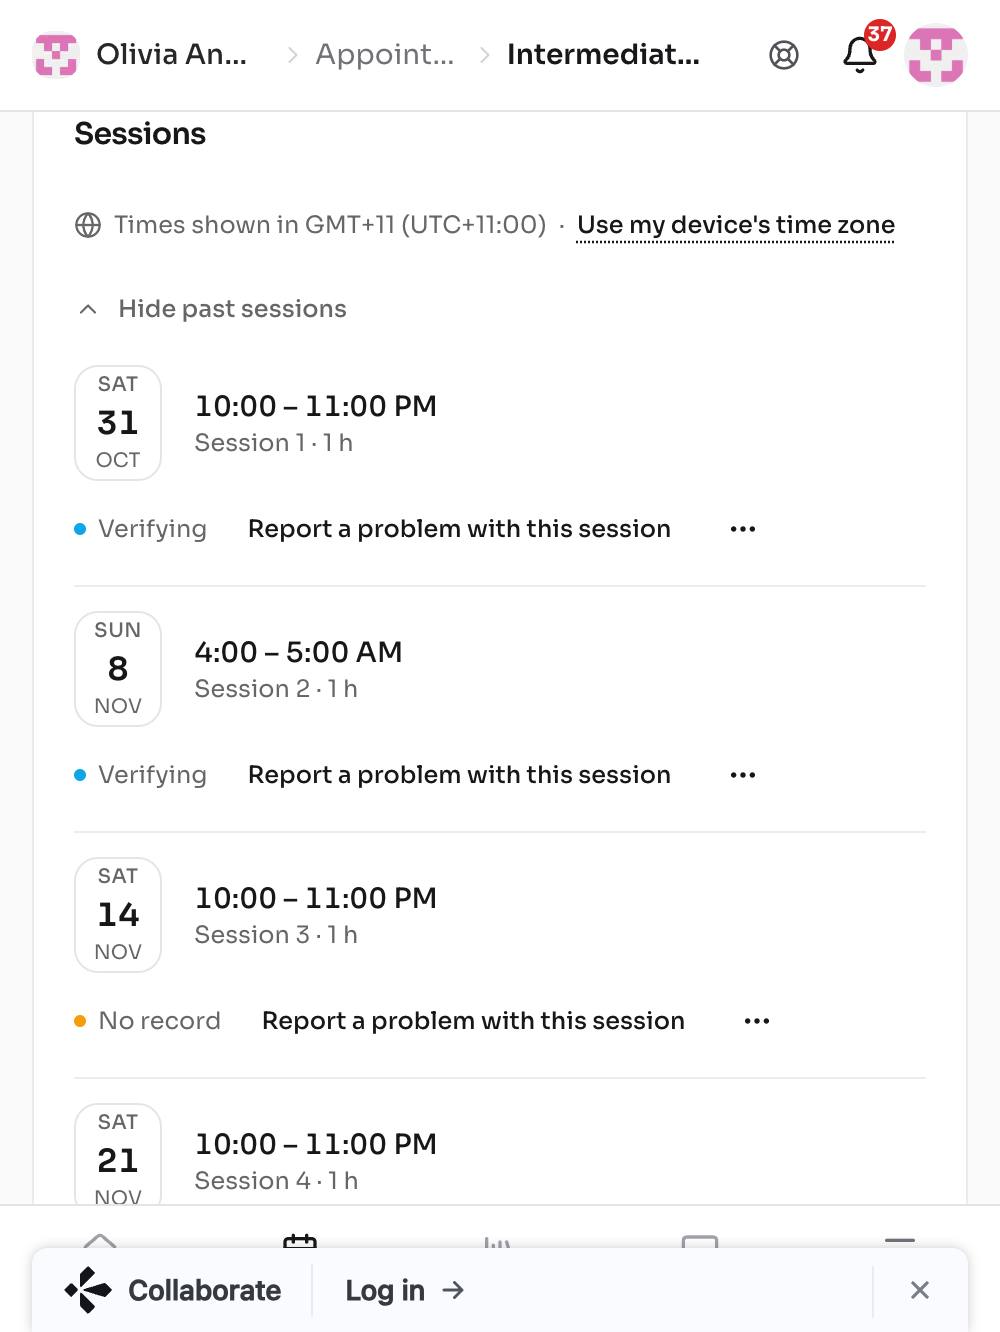 Olivia An... Appoint... Intermediat... 37
Sessions
Times shown in GMT+11 (UTC+11:00) · Use my device's time zone
Hide past sessions
SAT
31
OCT
10:00 – 11:00 PM
Session 1 · 1 h
Verifying Report a problem with this session
SUN
8
NOV
4:00 – 5:00 AM
Session 2 · 1 h
Verifying Report a problem with this session
SAT
14
NOV
10:00 – 11:00 PM
Session 3 · 1 h
No record Report a problem with this session
SAT
21
NOV
10:00 – 11:00 PM
Session 4 · 1 h
Collaborate Log in